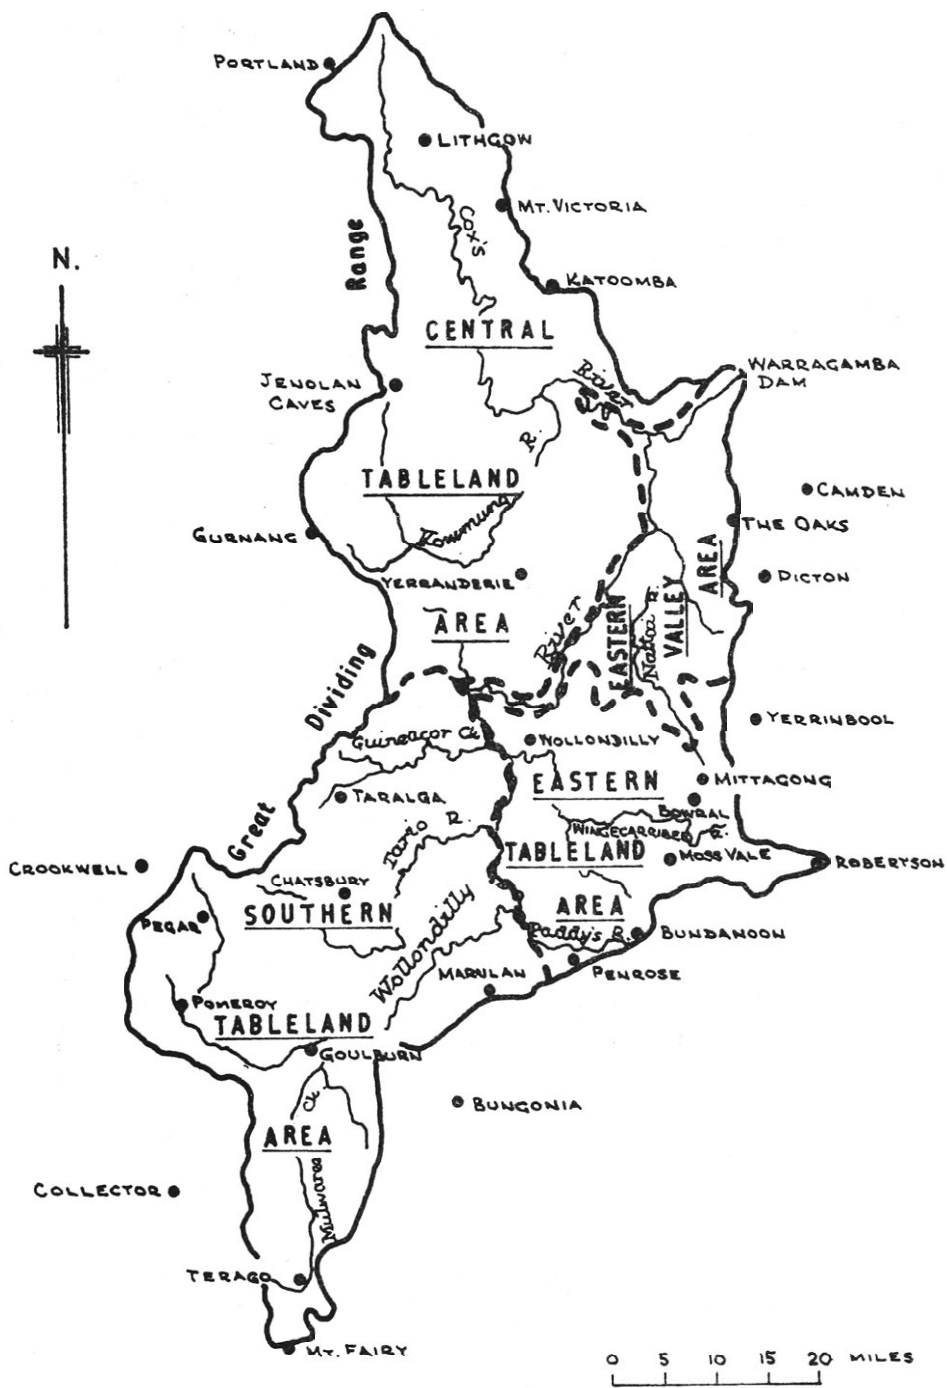 PORTLAND
LITHGOW
MT. VICTORIA
Cox's
Range
N.
KATOOMBA
CENTRAL
River
WARRAGAMBA
DAM
JENOLAN
CAVES
R.
TABLELAND
CAMDEN
Kowmung
THE OAKS
GURNANG
AREA
YERRANDERIE
DICTON
VALLEY
EASTERN
Nattai R.
River
AREA
Dividing
YERRINBOOL
Guineacor Ck
WOLLONDILLY
EASTERN
MITTAGONG
TARALGA
BOWRAL
Great
Tarlo R.
WINGECARRIBEE R.
TABLELAND
MOSS VALE
ROBERTSON
CROOKWELL
CHATSBURY
SOUTHERN
AREA
PEGAR
Wollondilly
Paddy's R.
BUNDANOON
MARULAN
PENROSE
POMEROY
TABLELAND
GOULBURN
Ck.
BUNGONIA
AREA
COLLECTOR
Mulwaree
TERAGO
MT. FAIRY
0 5 10 15 20 MILES